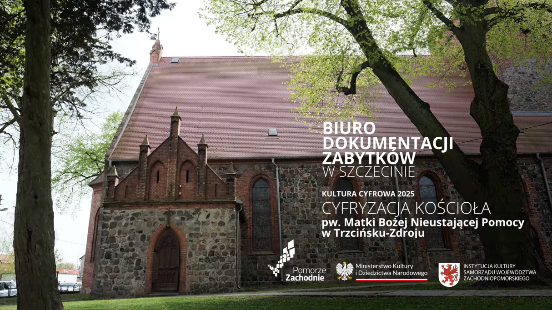 BIURO
DOKUMENTACJI
ZABYTKÓW
W SZCZECINIE
KULTURA CYFROWA 2025
CYFRYZACJA KOŚCIOŁA
pw. Matki Bożej Nieustającej Pomocy
w Trzcińsku-Zdroju
Pomorze
Zachodnie
Ministerstwo Kultury
i Dziedzictwa Narodowego
INSTYTUCJA KULTURY
SAMORZĄDU WOJEWÓDZTWA
ZACHODNIOPOMORSKIEGO